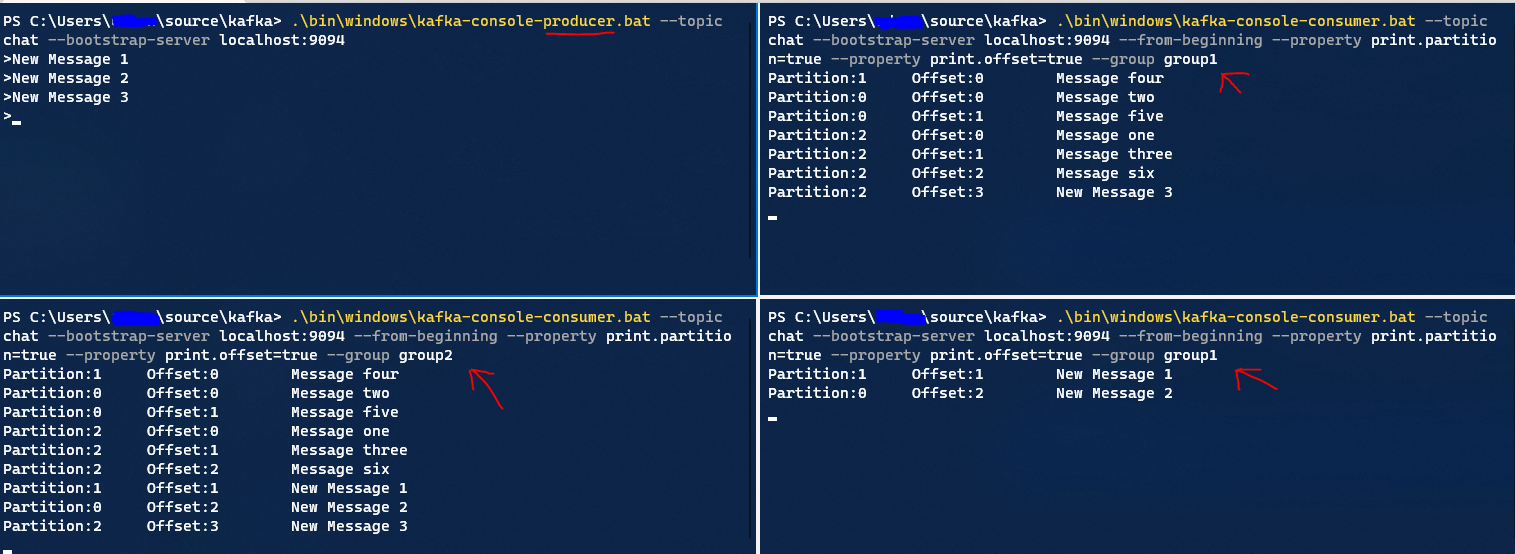 PS C:\Users\ \source\kafka> .\bin\windows\kafka-console-producer.bat --topic
chat --bootstrap-server localhost:9094
>New Message 1
>New Message 2
>New Message 3
>
PS C:\Users\ \source\kafka> .\bin\windows\kafka-console-consumer.bat --topic
chat --bootstrap-server localhost:9094 --from-beginning --property print.partitio
n=true --property print.offset=true --group group1
Partition:1 Offset:0 Message four
Partition:0 Offset:0 Message two
Partition:0 Offset:1 Message five
Partition:2 Offset:0 Message one
Partition:2 Offset:1 Message three
Partition:2 Offset:2 Message six
Partition:2 Offset:3 New Message 3
PS C:\Users\ \source\kafka> .\bin\windows\kafka-console-consumer.bat --topic
chat --bootstrap-server localhost:9094 --from-beginning --property print.partitio
n=true --property print.offset=true --group group2
Partition:1 Offset:0 Message four
Partition:0 Offset:0 Message two
Partition:0 Offset:1 Message five
Partition:2 Offset:0 Message one
Partition:2 Offset:1 Message three
Partition:2 Offset:2 Message six
Partition:1 Offset:1 New Message 1
Partition:0 Offset:2 New Message 2
Partition:2 Offset:3 New Message 3
PS C:\Users\ \source\kafka> .\bin\windows\kafka-console-consumer.bat --topic
chat --bootstrap-server localhost:9094 --from-beginning --property print.partitio
n=true --property print.offset=true --group group1
Partition:1 Offset:1 New Message 1
Partition:0 Offset:2 New Message 2